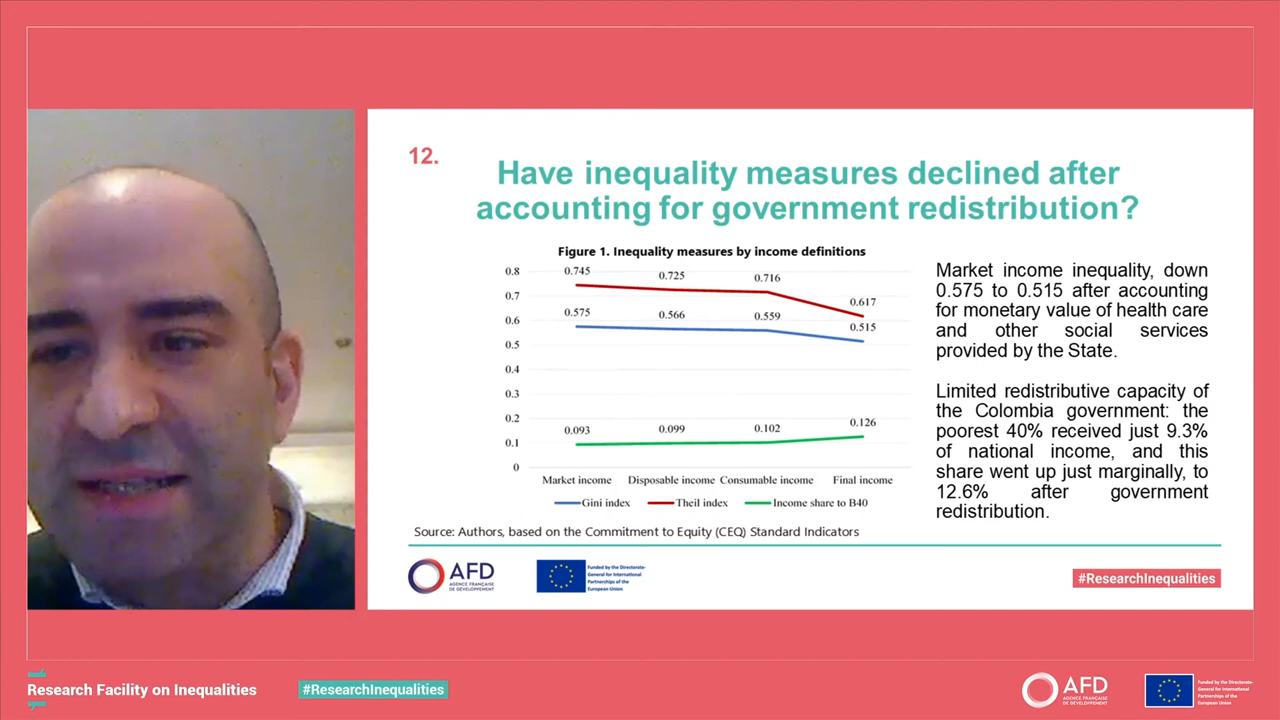 12.
Have inequality measures declined after
accounting for government redistribution?
Figure 1. Inequality measures by income definitions
0.8
0.7
0.6
0.5
0.4
0.3
0.2
0.1
0
0.745
0.725
0.716
0.617
0.575
0.566
0.559
0.515
0.093
0.099
0.102
0.126
Market income
Disposable income
Consumable income
Final income
Gini index
Theil index
Income share to B40
Market income inequality, down
0.575 to 0.515 after accounting
for monetary value of health care
and other social services
provided by the State.
Limited redistributive capacity of
the Colombia government: the
poorest 40% received just 9.3%
of national income, and this
share went up just marginally, to
12.6% after government
redistribution.
Source: Authors, based on the Commitment to Equity (CEQ) Standard Indicators
AFD
AGENCE FRANÇAISE
DE DÉVELOPPEMENT
Funded by the Directorate-
General for International
Partnerships of the
European Union
#ResearchInequalities
Research Facility on Inequalities
#ResearchInequalities
AFD
AGENCE FRANÇAISE
DE DÉVELOPPEMENT
Funded by the Directorate-
General for International
Partnerships of the
European Union